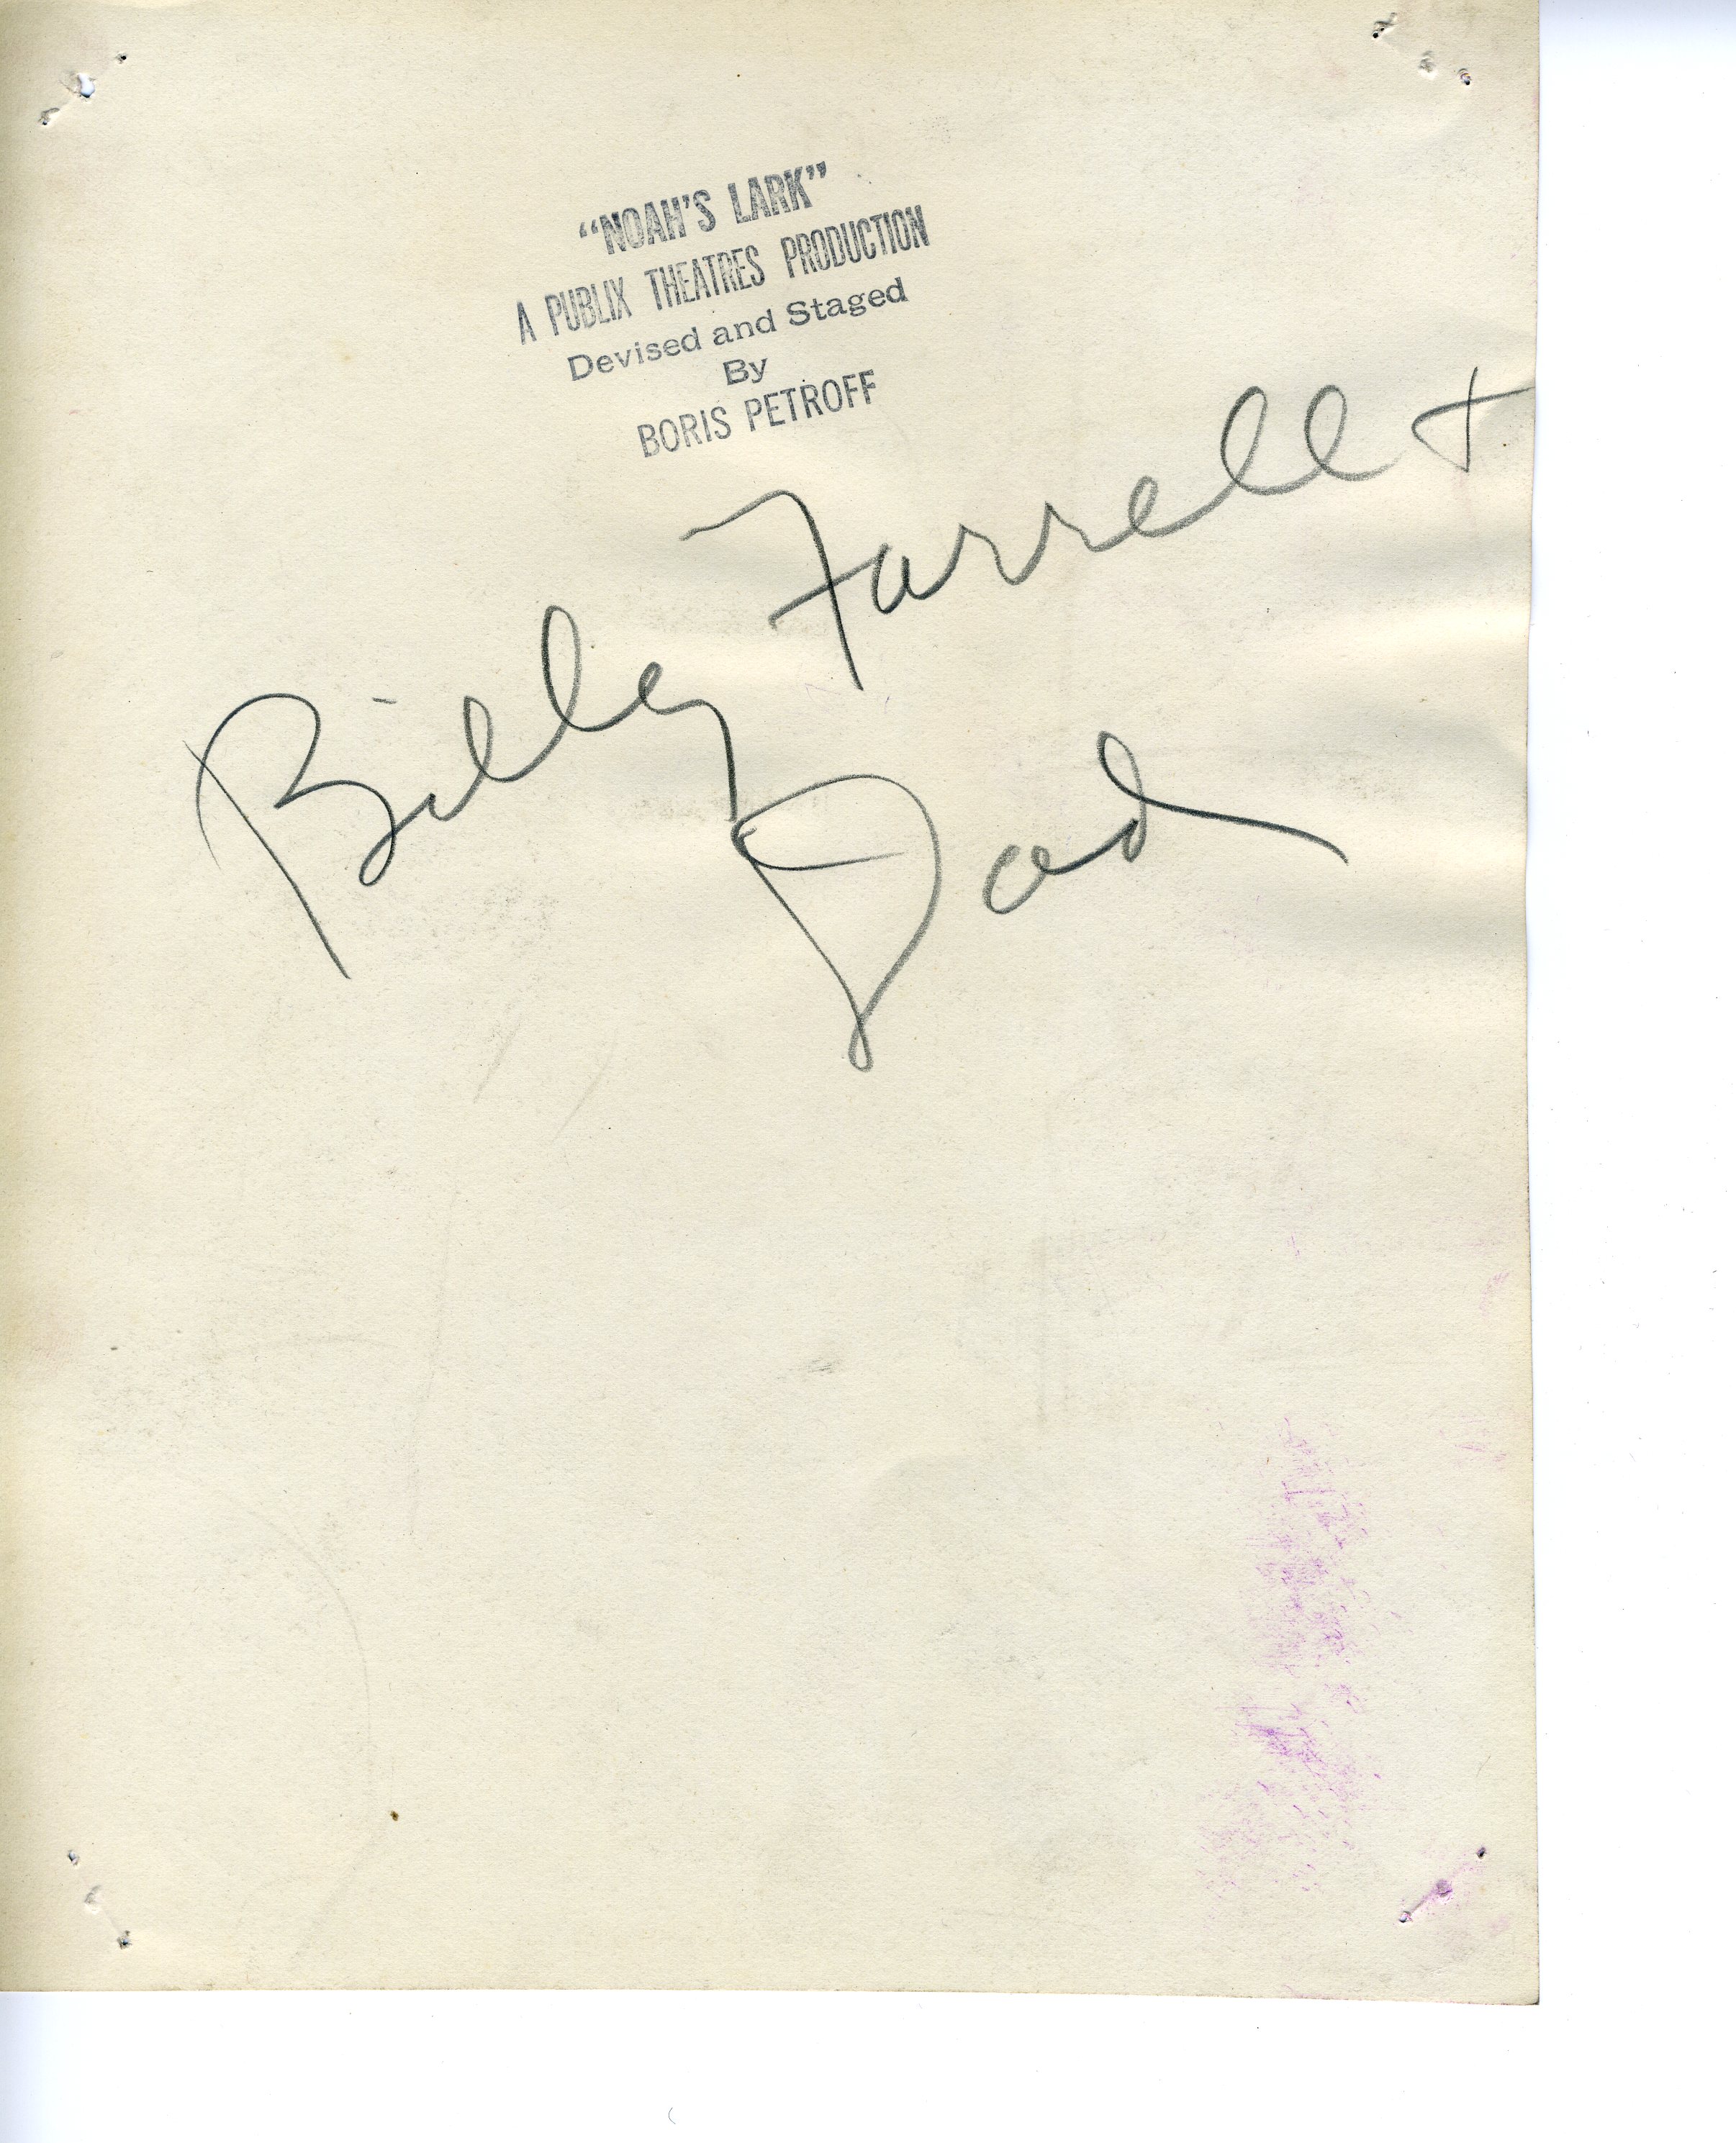 “NOAH'S LARK”
A PUBLIX THEATRES PRODUCTION
Devised and Staged
By
BORIS PETROFF
Billy Farrell +
Dad